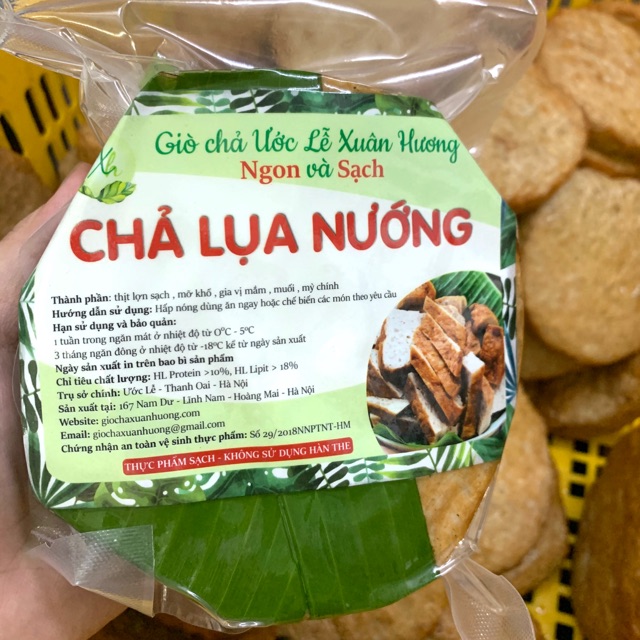 Xh
Giò chả Ước Lễ Xuân Hương
Ngon và Sạch
CHẢ LỤA NƯỚNG
Thành phần: thịt lợn sạch , mỡ khổ , gia vị mắm , muối , mỳ chính
Hướng dẫn sử dụng: Hấp nóng dùng ăn ngay hoặc chế biến các món theo yêu cầu
Hạn sử dụng và bảo quản:
1 tuần trong ngăn mát ở nhiệt độ từ 0°C - 5°C
3 tháng ngăn đông ở nhiệt độ từ -18°C kể từ ngày sản xuất
Ngày sản xuất in trên bao bì sản phẩm
Chỉ tiêu chất lượng: HL Protein >10%, HL Lipit > 18%
Trụ sở chính: Ước Lễ - Thanh Oai - Hà Nội
Sản xuất tại: 167 Nam Dư - Lĩnh Nam - Hoàng Mai - Hà Nội
Website: giochaxuanhuong.com
Email: giochaxuanhuong@gmail.com
Chứng nhận an toàn vệ sinh thực phẩm: Số 29/2018NNPTNT-HM
THỰC PHẨM SẠCH - KHÔNG SỬ DỤNG HÀN THE